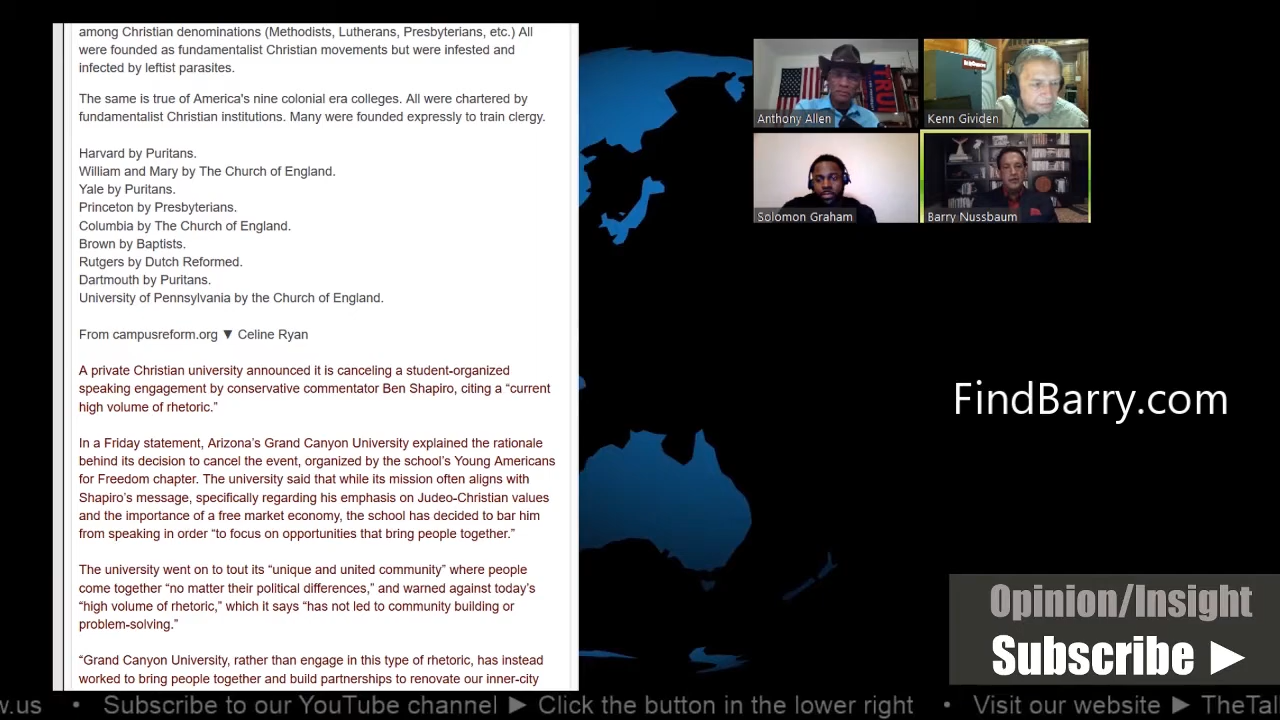 among Christian denominations (Methodists, Lutherans, Presbyterians, etc.) All
were founded as fundamentalist Christian movements but were infested and
infected by leftist parasites.
The same is true of America's nine colonial era colleges. All were chartered by
fundamentalist Christian institutions. Many were founded expressly to train clergy.
Harvard by Puritans.
William and Mary by The Church of England.
Yale by Puritans.
Princeton by Presbyterians.
Columbia by The Church of England.
Brown by Baptists.
Rutgers by Dutch Reformed.
Dartmouth by Puritans.
University of Pennsylvania by the Church of England.
From campusreform.org ▼ Celine Ryan
A private Christian university announced it is canceling a student-organized
speaking engagement by conservative commentator Ben Shapiro, citing a “current
high volume of rhetoric.”
In a Friday statement, Arizona’s Grand Canyon University explained the rationale
behind its decision to cancel the event, organized by the school’s Young Americans
for Freedom chapter. The university said that while its mission often aligns with
Shapiro’s message, specifically regarding his emphasis on Judeo-Christian values
and the importance of a free market economy, the school has decided to bar him
from speaking in order “to focus on opportunities that bring people together.”
The university went on to tout its “unique and united community” where people
come together “no matter their political differences,” and warned against today’s
“high volume of rhetoric,” which it says “has not led to community building or
problem-solving.”
“Grand Canyon University, rather than engage in this type of rhetoric, has instead
worked to bring people together and build partnerships to renovate our inner-city
Anthony Allen
Kenn Gividen
Solomon Graham
Barry Nussbaum
FindBarry.com
Opinion/Insight
Subscribe ►
w.us • Subscribe to our YouTube channel ► Click the button in the lower right • Visit our website ► TheTal